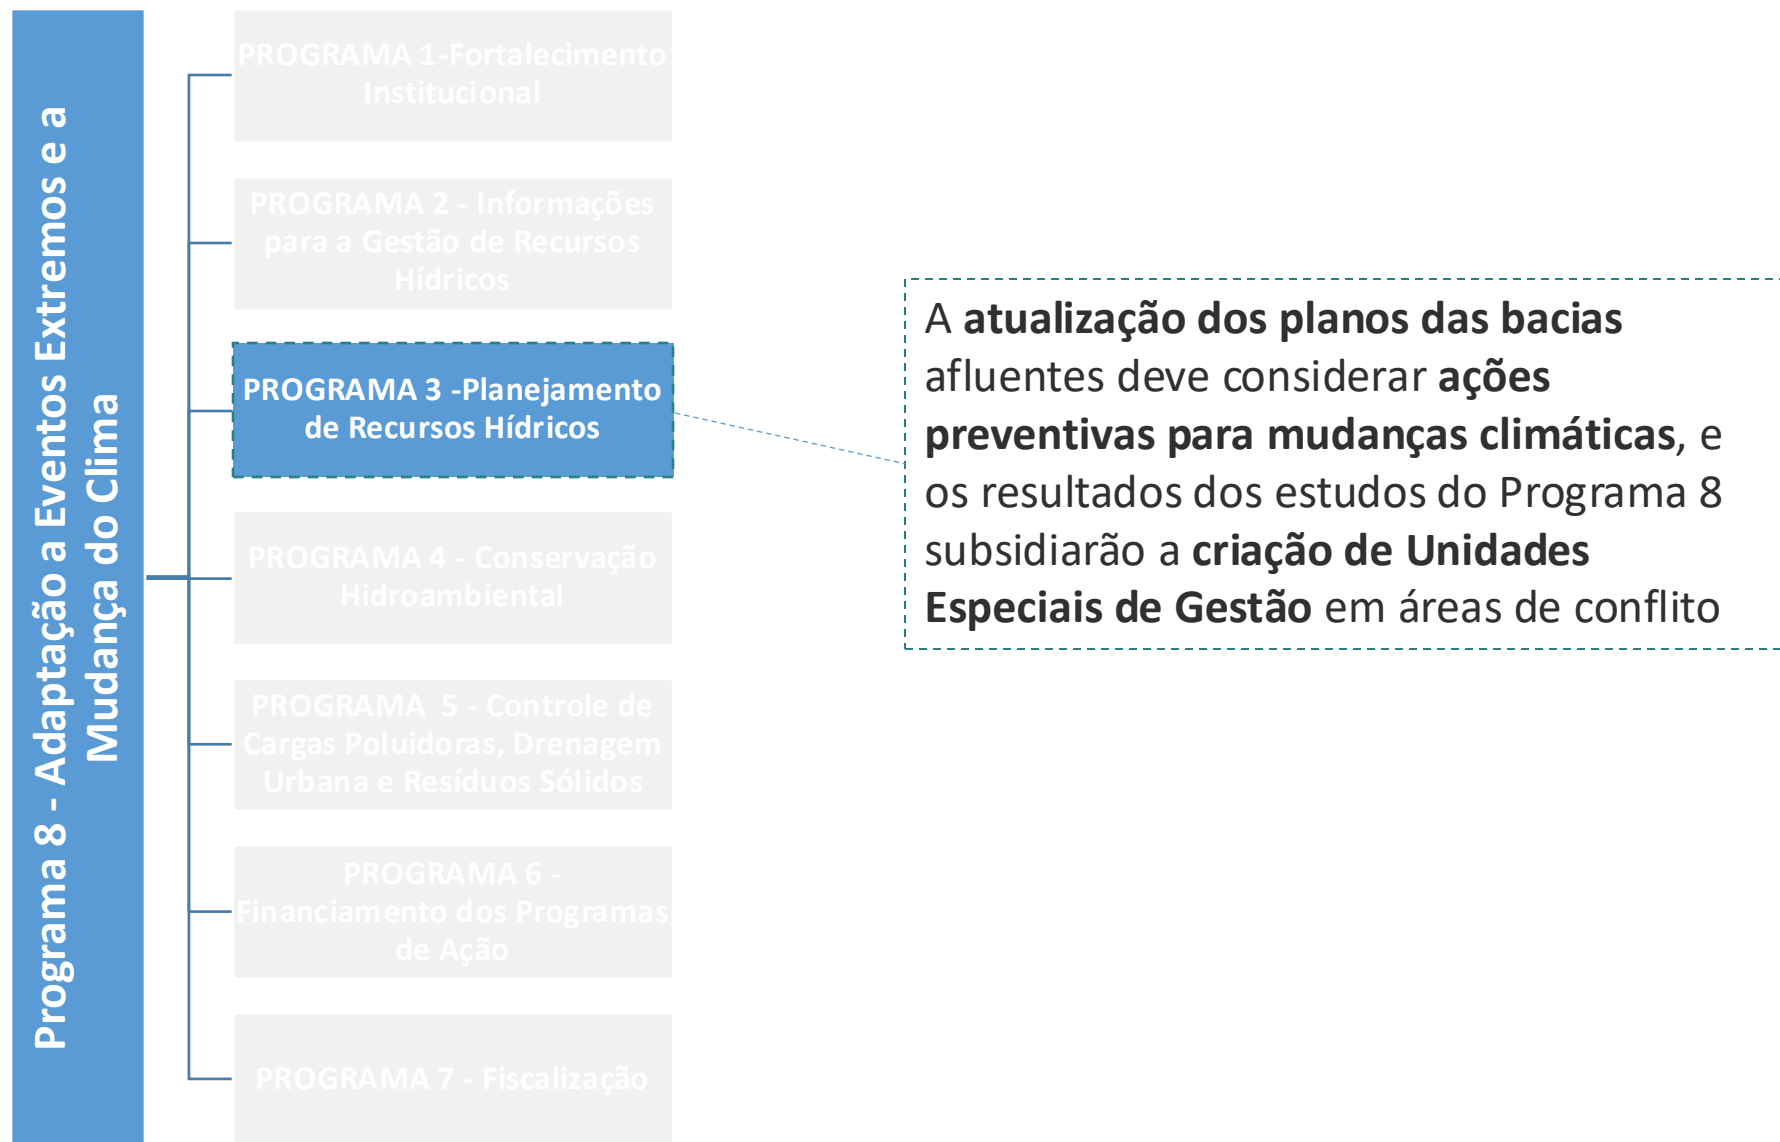 Programa 8 - Adaptação a Eventos Extremos e a
Mudança do Clima
PROGRAMA 1-Fortalecimento
Institucional
PROGRAMA 2 - Informações
para a Gestão de Recursos
Hídricos
PROGRAMA 3 -Planejamento
de Recursos Hídricos
PROGRAMA 4 - Conservação
Hidroambiental
PROGRAMA  5 - Controle de
Cargas Poluidoras, Drenagem
Urbana e Resíduos Sólidos
PROGRAMA 6 -
Financiamento dos Programas
de Ação
PROGRAMA 7 - Fiscalização
A atualização dos planos das bacias
afluentes deve considerar ações
preventivas para mudanças climáticas, e
os resultados dos estudos do Programa 8
subsidiarão a criação de Unidades
Especiais de Gestão em áreas de conflito